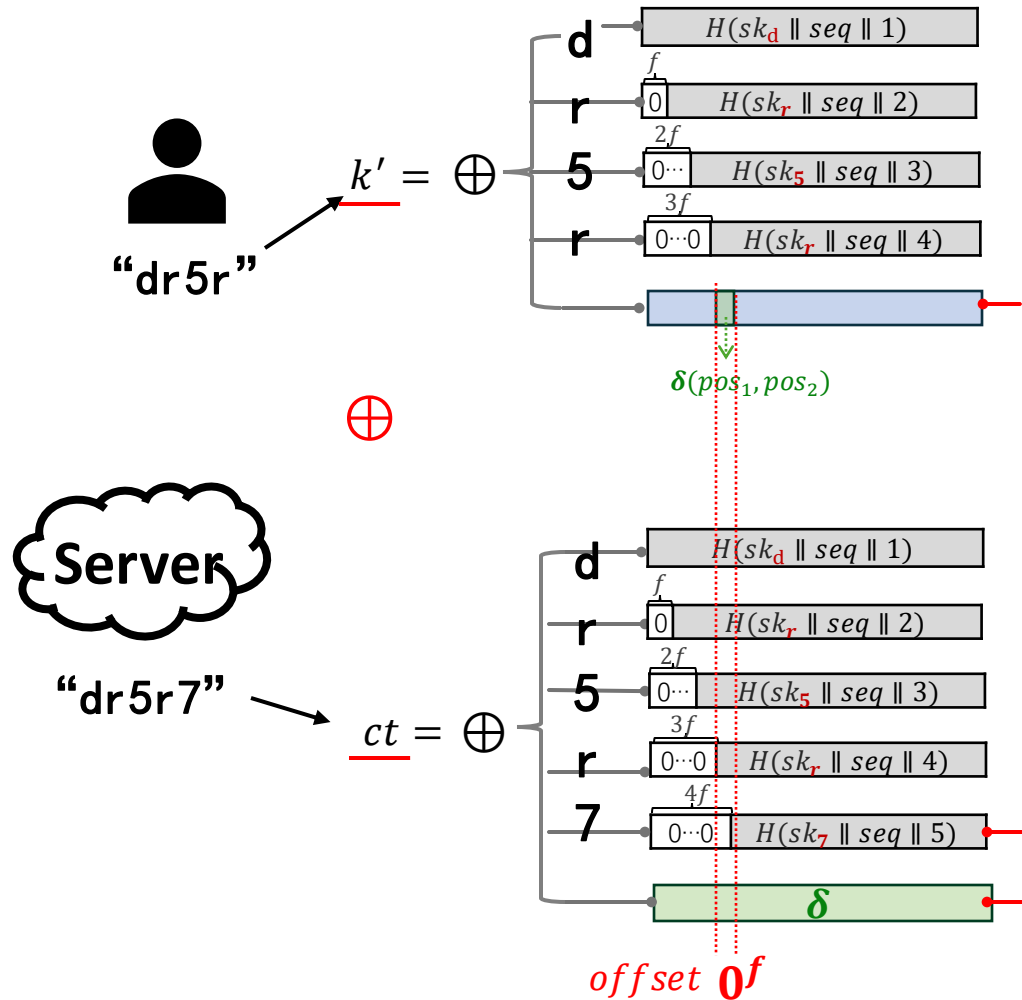 d H(sk_d ∥ seq ∥ 1)
f
r 0 H(sk_r ∥ seq ∥ 2)
2f
5 0··· H(sk_5 ∥ seq ∥ 3)
k′ = ⊕
3f
r 0···0 H(sk_r ∥ seq ∥ 4)
“dr5r”
δ(pos_1, pos_2)
⊕
d H(sk_d ∥ seq ∥ 1)
Server
f
r 0 H(sk_r ∥ seq ∥ 2)
2f
5 0··· H(sk_5 ∥ seq ∥ 3)
“dr5r7”
3f
ct = ⊕
r 0···0 H(sk_r ∥ seq ∥ 4)
4f
7 0···0 H(sk_7 ∥ seq ∥ 5)
δ
offset 0^f